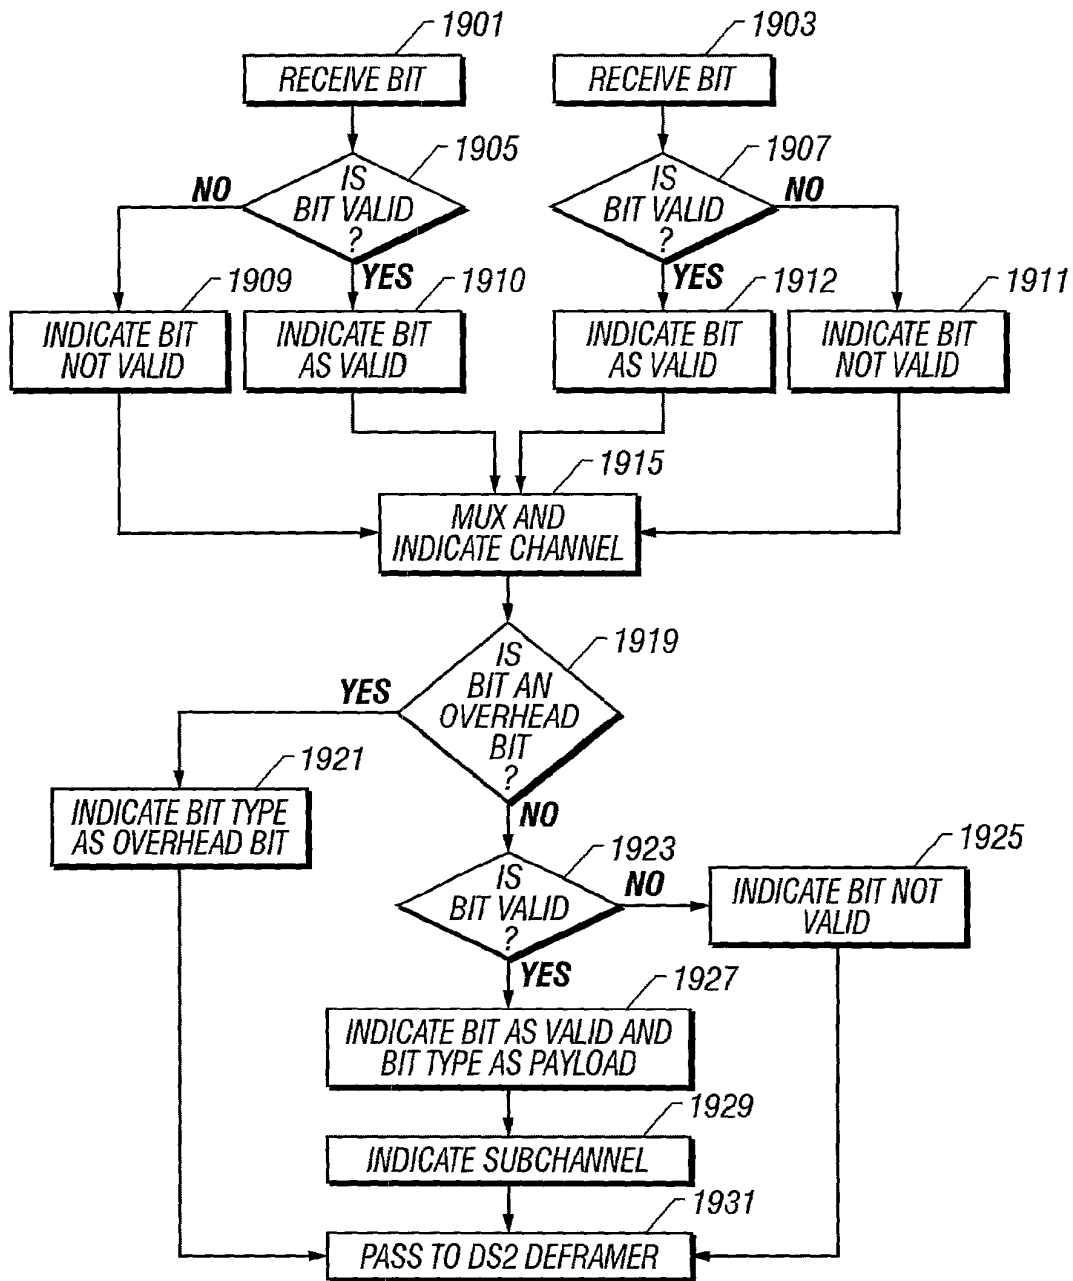 1901
1903
RECEIVE BIT
RECEIVE BIT
1905
1907
IS
BIT VALID
?
NO
YES
IS
BIT VALID
?
NO
YES
1909
1910
1912
1911
INDICATE BIT
NOT VALID
INDICATE BIT
AS VALID
INDICATE BIT
AS VALID
INDICATE BIT
NOT VALID
1915
MUX AND
INDICATE CHANNEL
1919
IS
BIT AN
OVERHEAD
BIT
?
YES
NO
1921
INDICATE BIT TYPE
AS OVERHEAD BIT
1923
IS
BIT VALID
?
NO
YES
1925
INDICATE BIT NOT
VALID
1927
INDICATE BIT AS VALID AND
BIT TYPE AS PAYLOAD
1929
INDICATE SUBCHANNEL
1931
PASS TO DS2 DEFRAMER